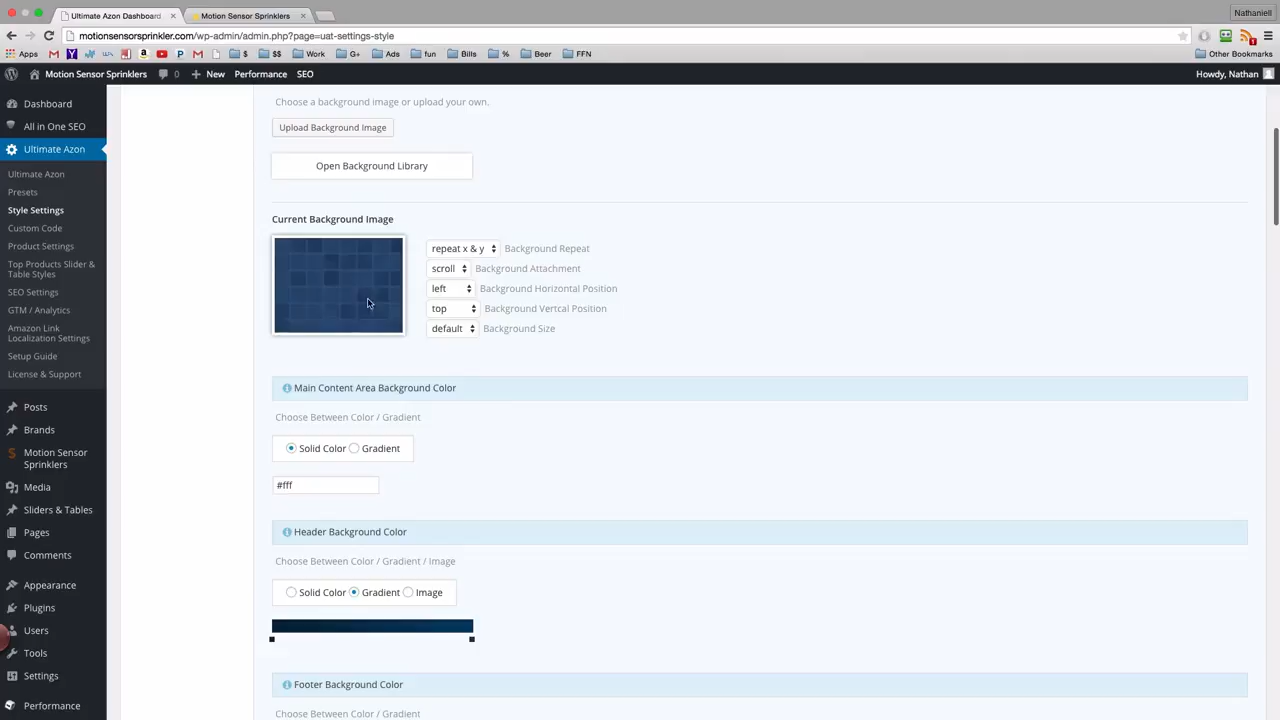 Nathaniell
Ultimate Azon Dashboard
Motion Sensor Sprinklers
motionsensorsprinkler.com/wp-admin/admin.php?page=uat-settings-style
Apps
$
$$
Work
G+
Ads
fun
Bills
%
Beer
FFN
Other Bookmarks
Motion Sensor Sprinklers
0
New
Performance
SEO
Howdy, Nathan
Dashboard
All in One SEO
Ultimate Azon
Ultimate Azon
Presets
Style Settings
Custom Code
Product Settings
Top Products Slider &
Table Styles
SEO Settings
GTM / Analytics
Amazon Link
Localization Settings
Setup Guide
License & Support
Posts
Brands
Motion Sensor
Sprinklers
Media
Sliders & Tables
Pages
Comments
Appearance
Plugins
Users
Tools
Settings
Performance
Choose a background image or upload your own.
Upload Background Image
Open Background Library
Current Background Image
repeat x & y Background Repeat
scroll Background Attachment
left Background Horizontal Position
top Background Vertcal Position
default Background Size
Main Content Area Background Color
Choose Between Color / Gradient
Solid Color Gradient
#fff
Header Background Color
Choose Between Color / Gradient / Image
Solid Color Gradient Image
Footer Background Color
Choose Between Color / Gradient